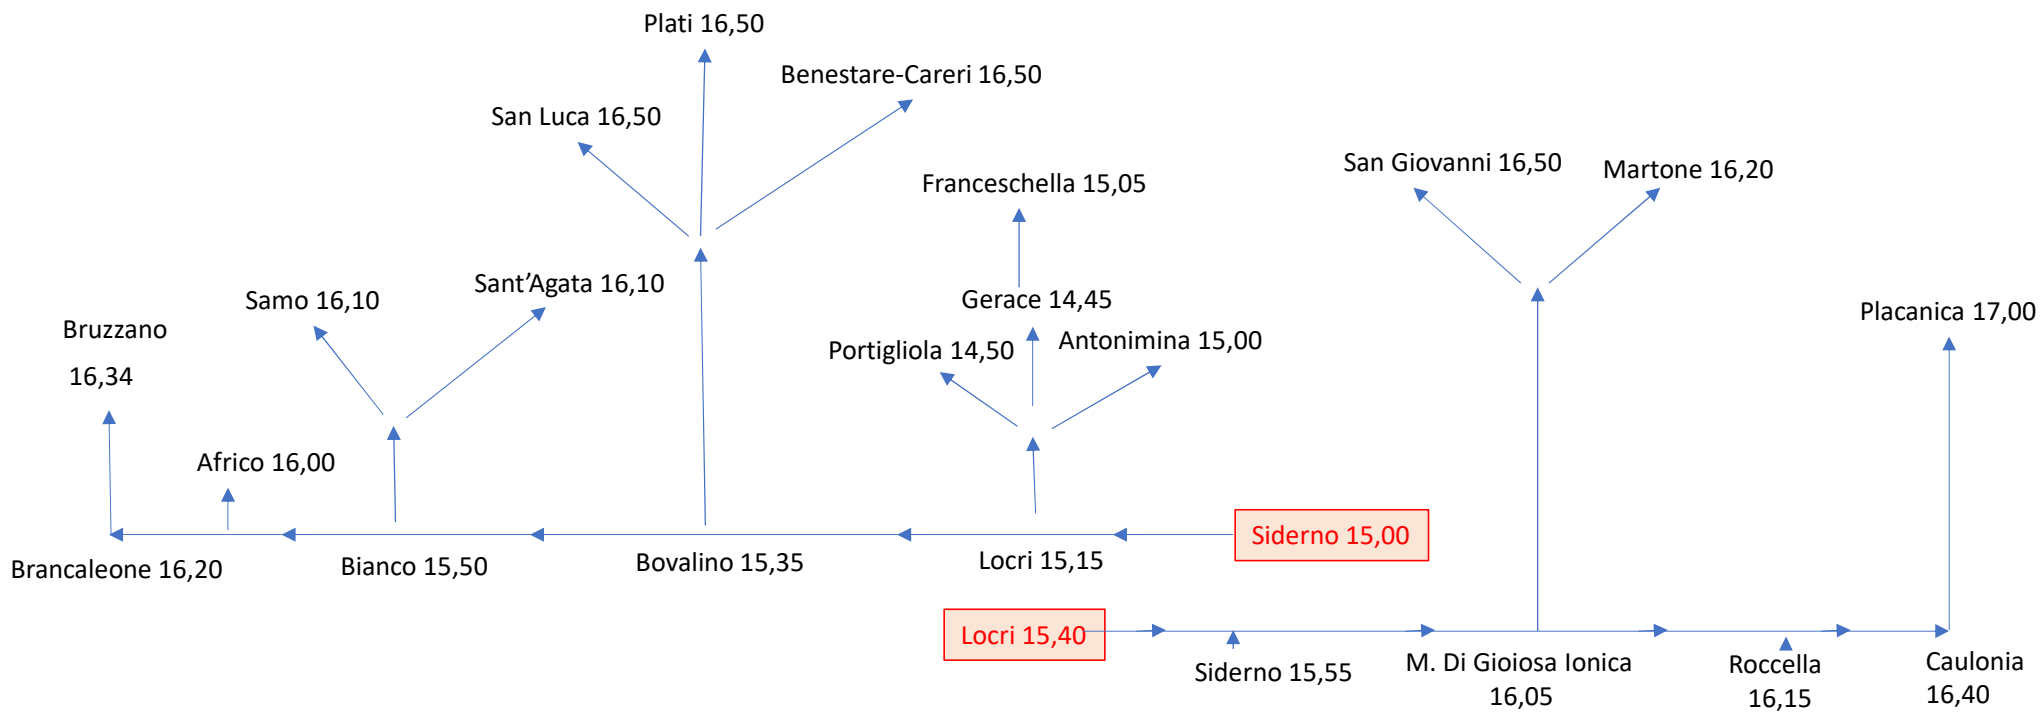 Plati 16,50
Benestare-Careri 16,50
San Luca 16,50
San Giovanni 16,50
Martone 16,20
Franceschella 15,05
Sant’Agata 16,10
Samo 16,10
Gerace 14,45
Placanica 17,00
Bruzzano
16,34
Portigliola 14,50
Antonimina 15,00
Africo 16,00
Siderno 15,00
Brancaleone 16,20
Bianco 15,50
Bovalino 15,35
Locri 15,15
Locri 15,40
Siderno 15,55
M. Di Gioiosa Ionica
16,05
Roccella
16,15
Caulonia
16,40